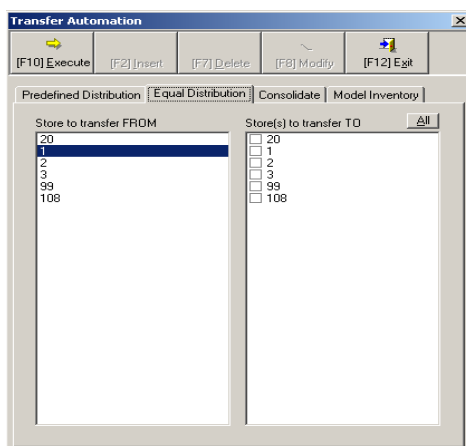 Transfer Automation
[F10] Execute [F2] Insert [F7] Delete [F8] Modify [F12] Exit
Predefined Distribution Equal Distribution Consolidate Model Inventory
Store to transfer FROM Store(s) to transfer TO All
20 20
1 1
2 2
3 3
99 99
108 108